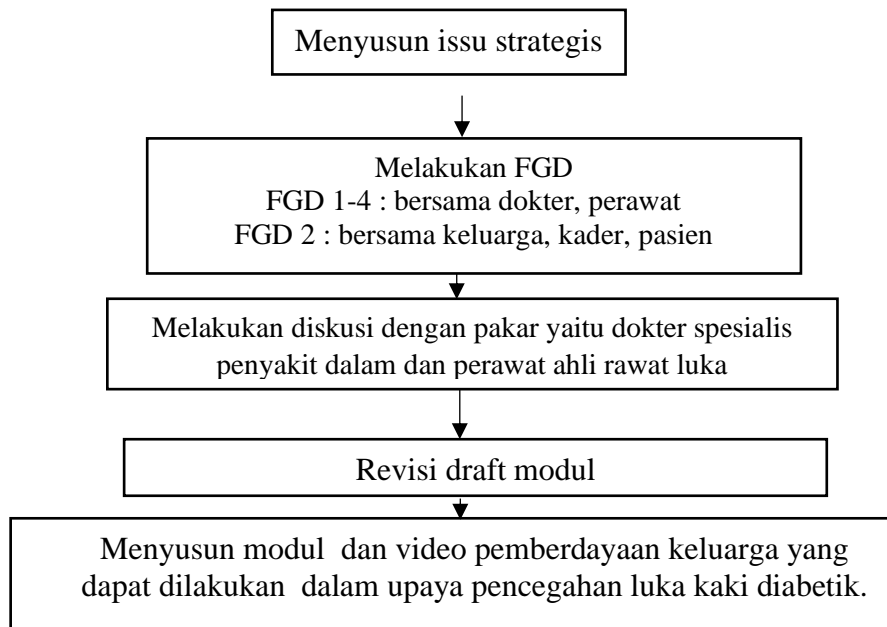 Menyusun issu strategis
Melakukan FGD
FGD 1-4 : bersama dokter, perawat
FGD 2 : bersama keluarga, kader, pasien
Melakukan diskusi dengan pakar yaitu dokter spesialis
penyakit dalam dan perawat ahli rawat luka
Revisi draft modul
Menyusun modul dan video pemberdayaan keluarga yang
dapat dilakukan dalam upaya pencegahan luka kaki diabetik.